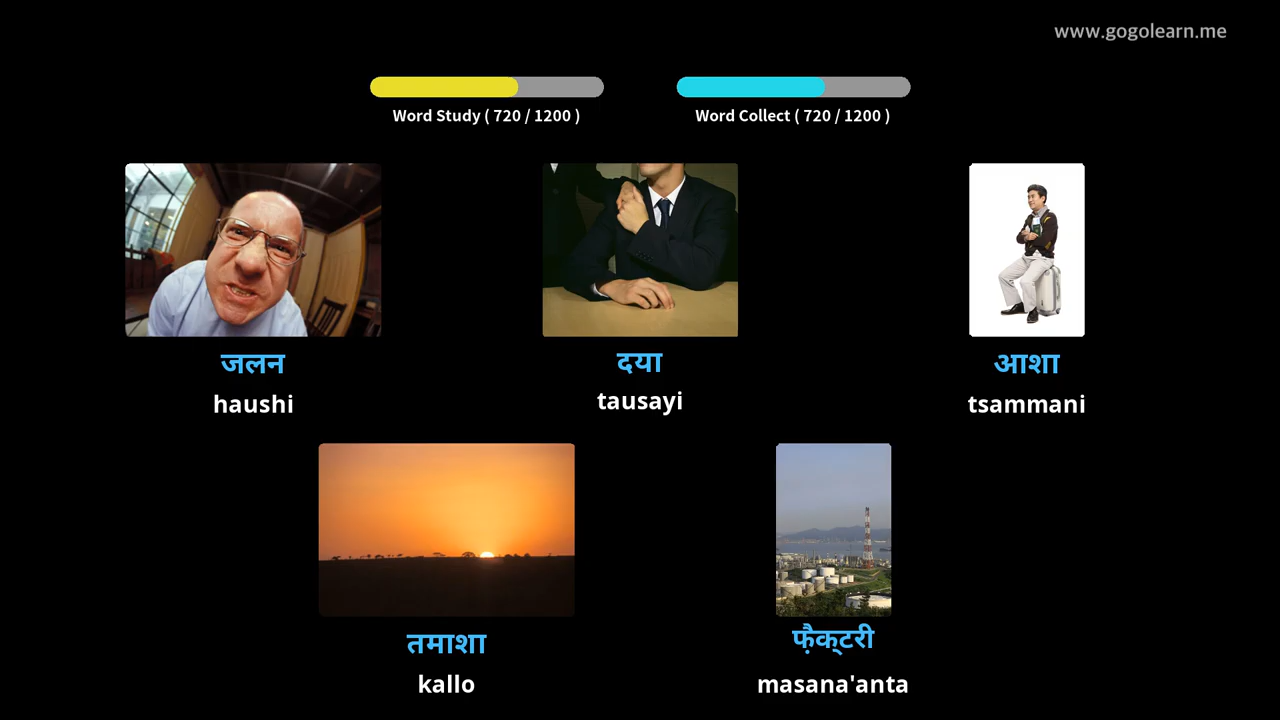 www.gogolearn.me
Word Study ( 720 / 1200 )
Word Collect ( 720 / 1200 )
जलन
haushi
दया
tausayi
आशा
tsammani
तमाशा
kallo
फ़ैक्टरी
masana'anta